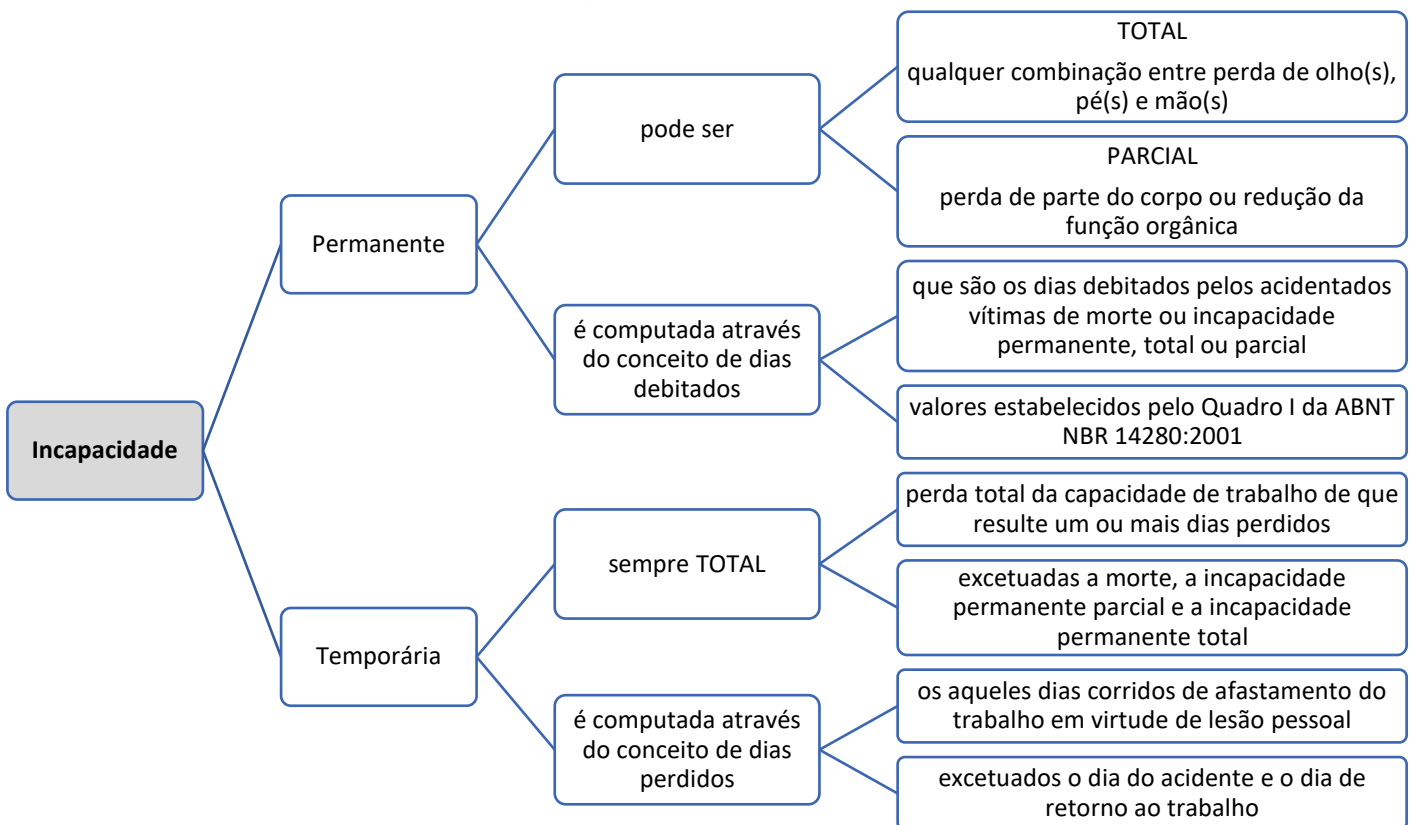 Incapacidade
Permanente
pode ser
TOTAL
qualquer combinação entre perda de olho(s),
pé(s) e mão(s)
PARCIAL
perda de parte do corpo ou redução da
função orgânica
é computada através
do conceito de dias
debitados
que são os dias debitados pelos acidentados
vítimas de morte ou incapacidade
permanente, total ou parcial
valores estabelecidos pelo Quadro I da ABNT
NBR 14280:2001
Temporária
sempre TOTAL
perda total da capacidade de trabalho de que
resulte um ou mais dias perdidos
excetuadas a morte, a incapacidade
permanente parcial e a incapacidade
permanente total
é computada através
do conceito de dias
perdidos
os aqueles dias corridos de afastamento do
trabalho em virtude de lesão pessoal
excetuados o dia do acidente e o dia de
retorno ao trabalho